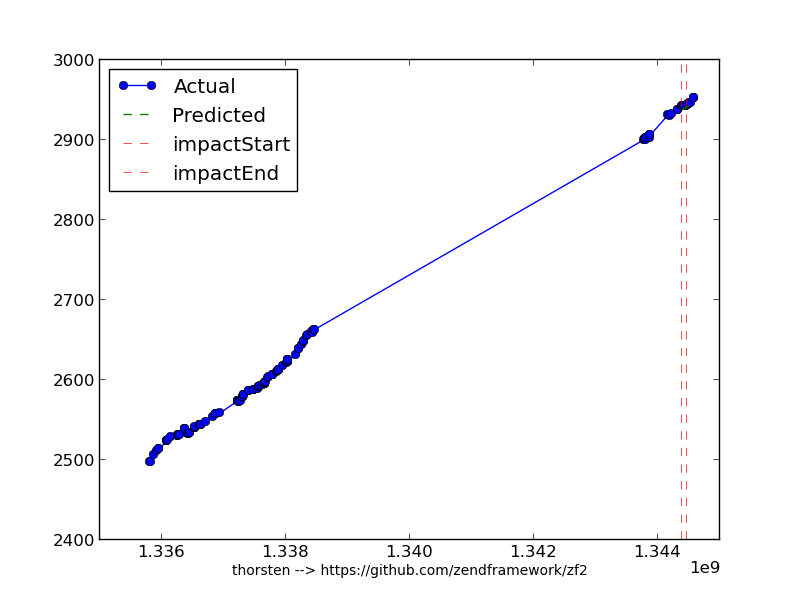 3000
2900
2800
2700
2600
2500
2400
Actual
Predicted
impactStart
impactEnd
1.336 1.338 1.340 1.342 1.344
1e9
thorsten --> https://github.com/zendframework/zf2